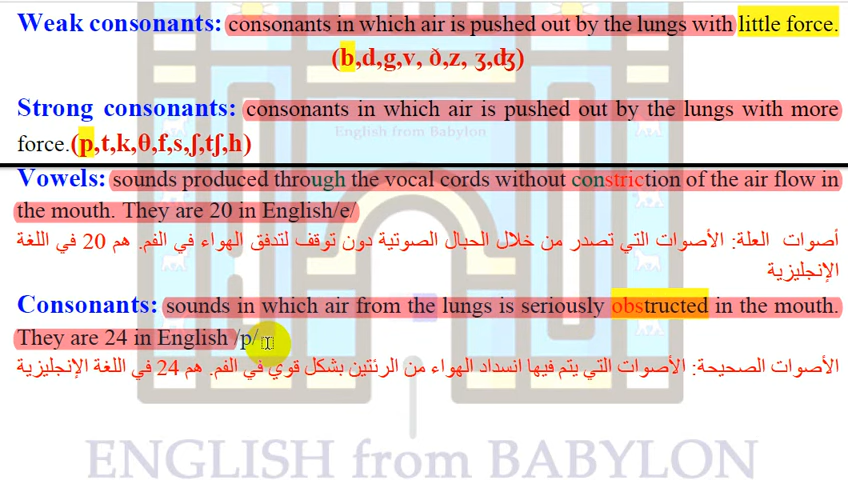 Weak consonants: consonants in which air is pushed out by the lungs with little force.
(b,d,g,v, ð,z, ʒ,ʤ)
Strong consonants: consonants in which air is pushed out by the lungs with more
English from Babylon
force.(p,t,k,θ,f,s,ʃ,tʃ,h)
Vowels: sounds produced through the vocal cords without constriction of the air flow in
the mouth. They are 20 in English/e/
أصوات العلة: الأصوات التي تصدر من خلال الحبال الصوتية دون توقف لتدفق الهواء في الفم. هم 20 في اللغة
الإنجليزية
Consonants: sounds in which air from the lungs is seriously obstructed in the mouth.
They are 24 in English /p/
الأصوات الصحيحة: الأصوات التي يتم فيها انسداد الهواء من الرئتين بشكل قوي في الفم. هم 24 في اللغة الإنجليزية
ENGLISH from BABYLON